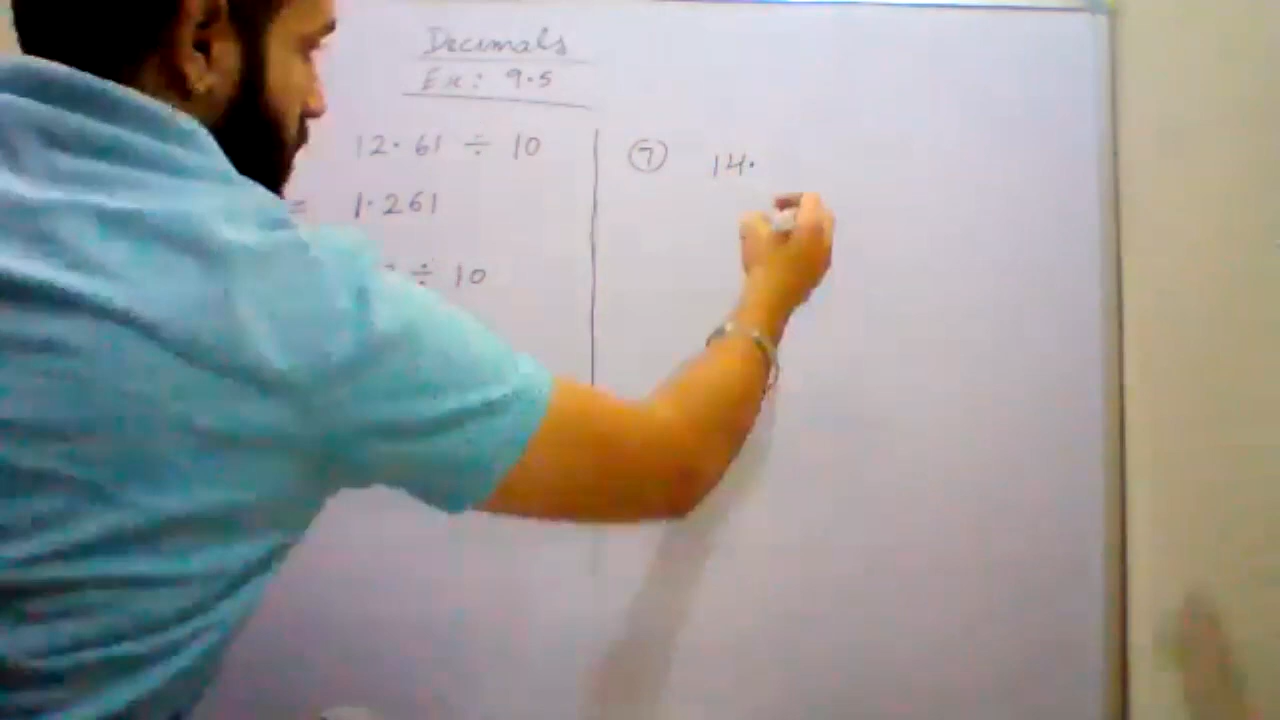 Decimals
Ex: 9.5
12.61 ÷ 10
= 1.261
÷ 10
⑦ 14.